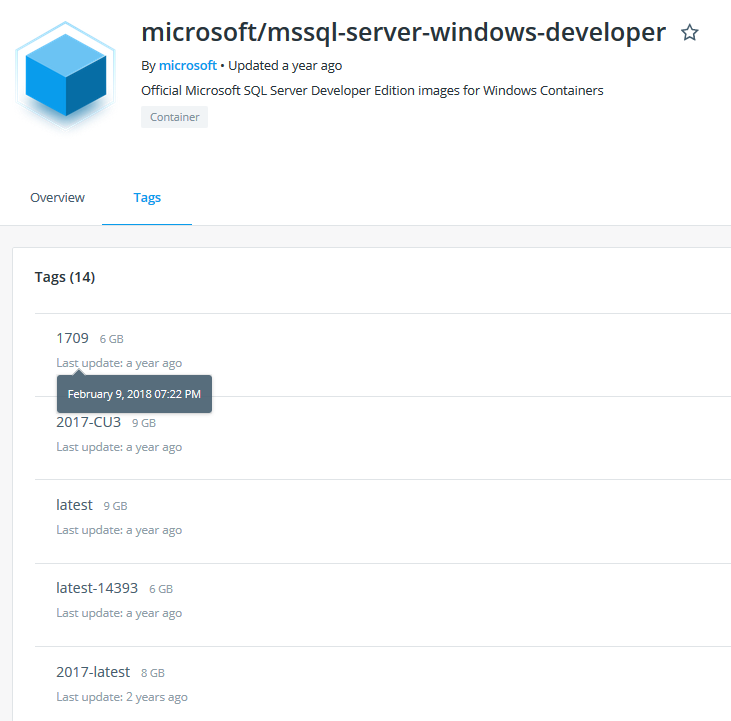 microsoft/mssql-server-windows-developer
By microsoft • Updated a year ago
Official Microsoft SQL Server Developer Edition images for Windows Containers
Container
Overview Tags
Tags (14)
1709 6 GB
Last update: a year ago
February 9, 2018 07:22 PM
2017-CU3 9 GB
Last update: a year ago
latest 9 GB
Last update: a year ago
latest-14393 6 GB
Last update: a year ago
2017-latest 8 GB
Last update: 2 years ago